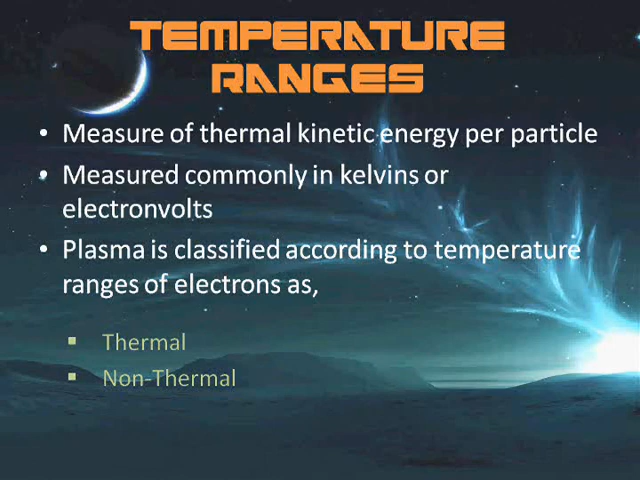 TEMPERATURE
RANGES
• Measure of thermal kinetic energy per particle
• Measured commonly in kelvins or
electronvolts
• Plasma is classified according to temperature
ranges of electrons as,
▪ Thermal
▪ Non-Thermal